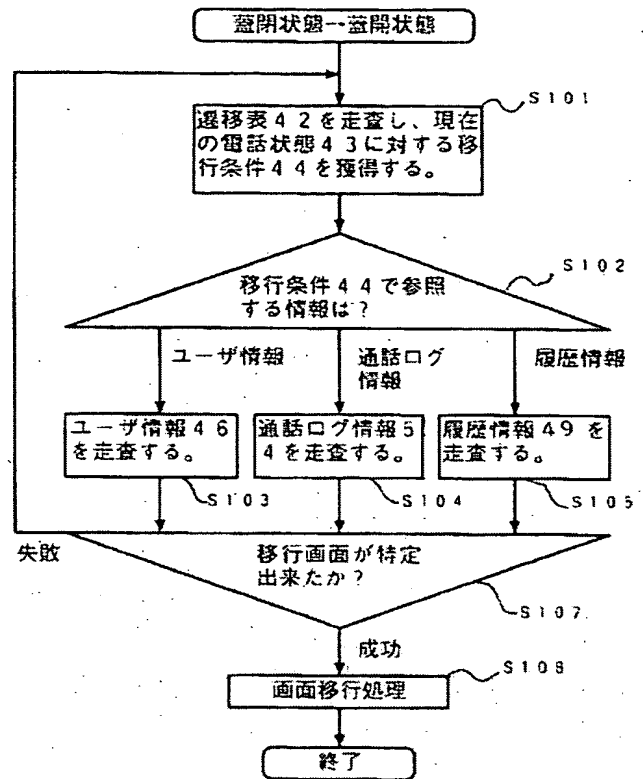 蓋閉状態→蓋開状態
S101
遷移表42を走査し、現在
の電話状態43に対する移
行条件44を獲得する。
S102
移行条件44で参照
する情報は?
ユーザ情報
通話ログ
情報
履歴情報
ユーザ情報46
を走査する。
通話ログ情報5
4を走査する。
履歴情報49を
走査する。
S103
S104
S105
失敗
移行画面が特定
出来たか?
S107
成功
S108
画面移行処理
終了